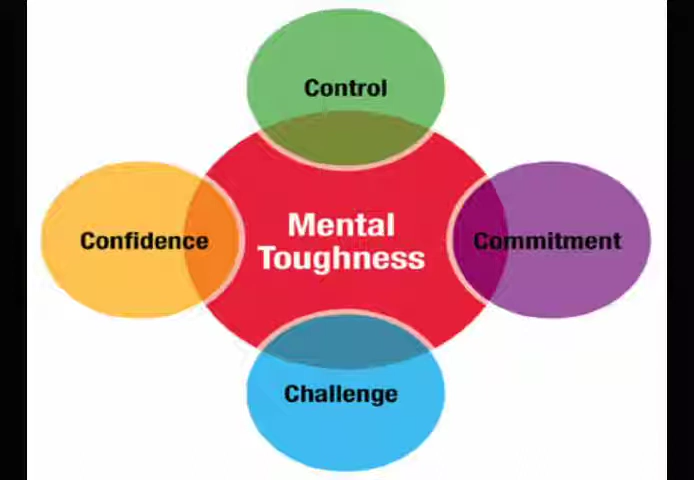 Control
Confidence
Mental
Toughness
Commitment
Challenge